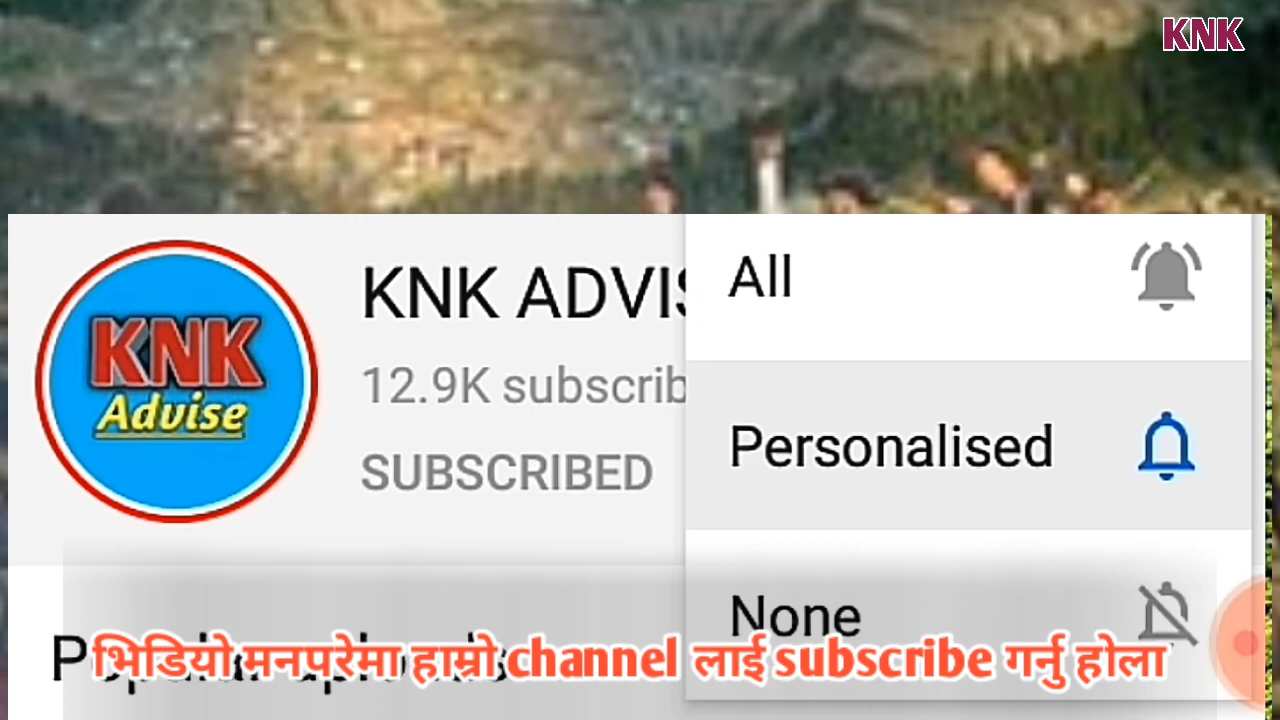 KNK
KNK ADVIS
12.9K subscrib
SUBSCRIBED
KNK
Advise
All
Personalised
None
भिडियो मनपरेमा हाम्रो channel लाई subscribe गर्नु होला